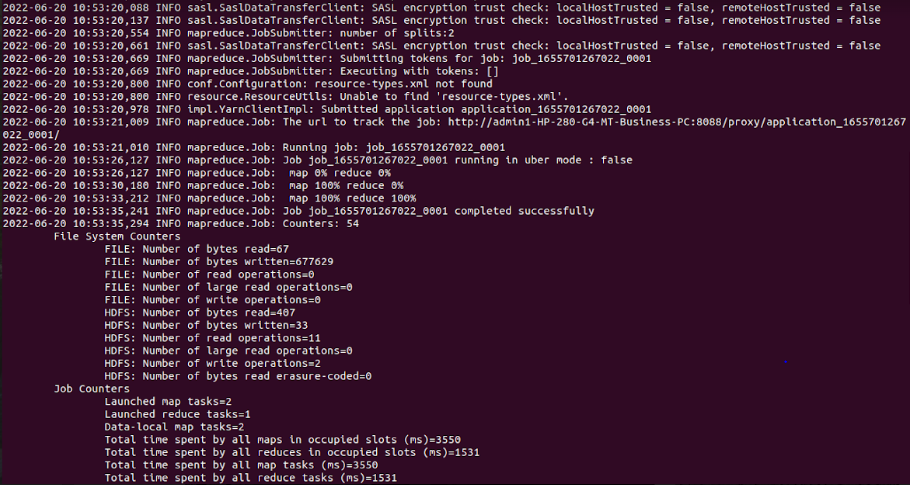 2022-06-20 10:53:20,088 INFO sasl.SaslDataTransferClient: SASL encryption trust check: localHostTrusted = false, remoteHostTrusted = false
2022-06-20 10:53:20,137 INFO sasl.SaslDataTransferClient: SASL encryption trust check: localHostTrusted = false, remoteHostTrusted = false
2022-06-20 10:53:20,554 INFO mapreduce.JobSubmitter: number of splits:2
2022-06-20 10:53:20,661 INFO sasl.SaslDataTransferClient: SASL encryption trust check: localHostTrusted = false, remoteHostTrusted = false
2022-06-20 10:53:20,669 INFO mapreduce.JobSubmitter: Submitting tokens for job: job_1655701267022_0001
2022-06-20 10:53:20,669 INFO mapreduce.JobSubmitter: Executing with tokens: []
2022-06-20 10:53:20,800 INFO conf.Configuration: resource-types.xml not found
2022-06-20 10:53:20,800 INFO resource.ResourceUtils: Unable to find 'resource-types.xml'.
2022-06-20 10:53:20,978 INFO impl.YarnClientImpl: Submitted application application_1655701267022_0001
2022-06-20 10:53:21,009 INFO mapreduce.Job: The url to track the job: http://admin1-HP-280-G4-MT-Business-PC:8088/proxy/application_1655701267
022_0001/
2022-06-20 10:53:21,010 INFO mapreduce.Job: Running job: job_1655701267022_0001
2022-06-20 10:53:26,127 INFO mapreduce.Job: Job job_1655701267022_0001 running in uber mode : false
2022-06-20 10:53:26,127 INFO mapreduce.Job:  map 0% reduce 0%
2022-06-20 10:53:30,180 INFO mapreduce.Job:  map 100% reduce 0%
2022-06-20 10:53:33,212 INFO mapreduce.Job:  map 100% reduce 100%
2022-06-20 10:53:35,241 INFO mapreduce.Job: Job job_1655701267022_0001 completed successfully
2022-06-20 10:53:35,294 INFO mapreduce.Job: Counters: 54
File System Counters
FILE: Number of bytes read=67
FILE: Number of bytes written=677629
FILE: Number of read operations=0
FILE: Number of large read operations=0
FILE: Number of write operations=0
HDFS: Number of bytes read=407
HDFS: Number of bytes written=33
HDFS: Number of read operations=11
HDFS: Number of large read operations=0
HDFS: Number of write operations=2
HDFS: Number of bytes read erasure-coded=0
Job Counters
Launched map tasks=2
Launched reduce tasks=1
Data-local map tasks=2
Total time spent by all maps in occupied slots (ms)=3550
Total time spent by all reduces in occupied slots (ms)=1531
Total time spent by all map tasks (ms)=3550
Total time spent by all reduce tasks (ms)=1531